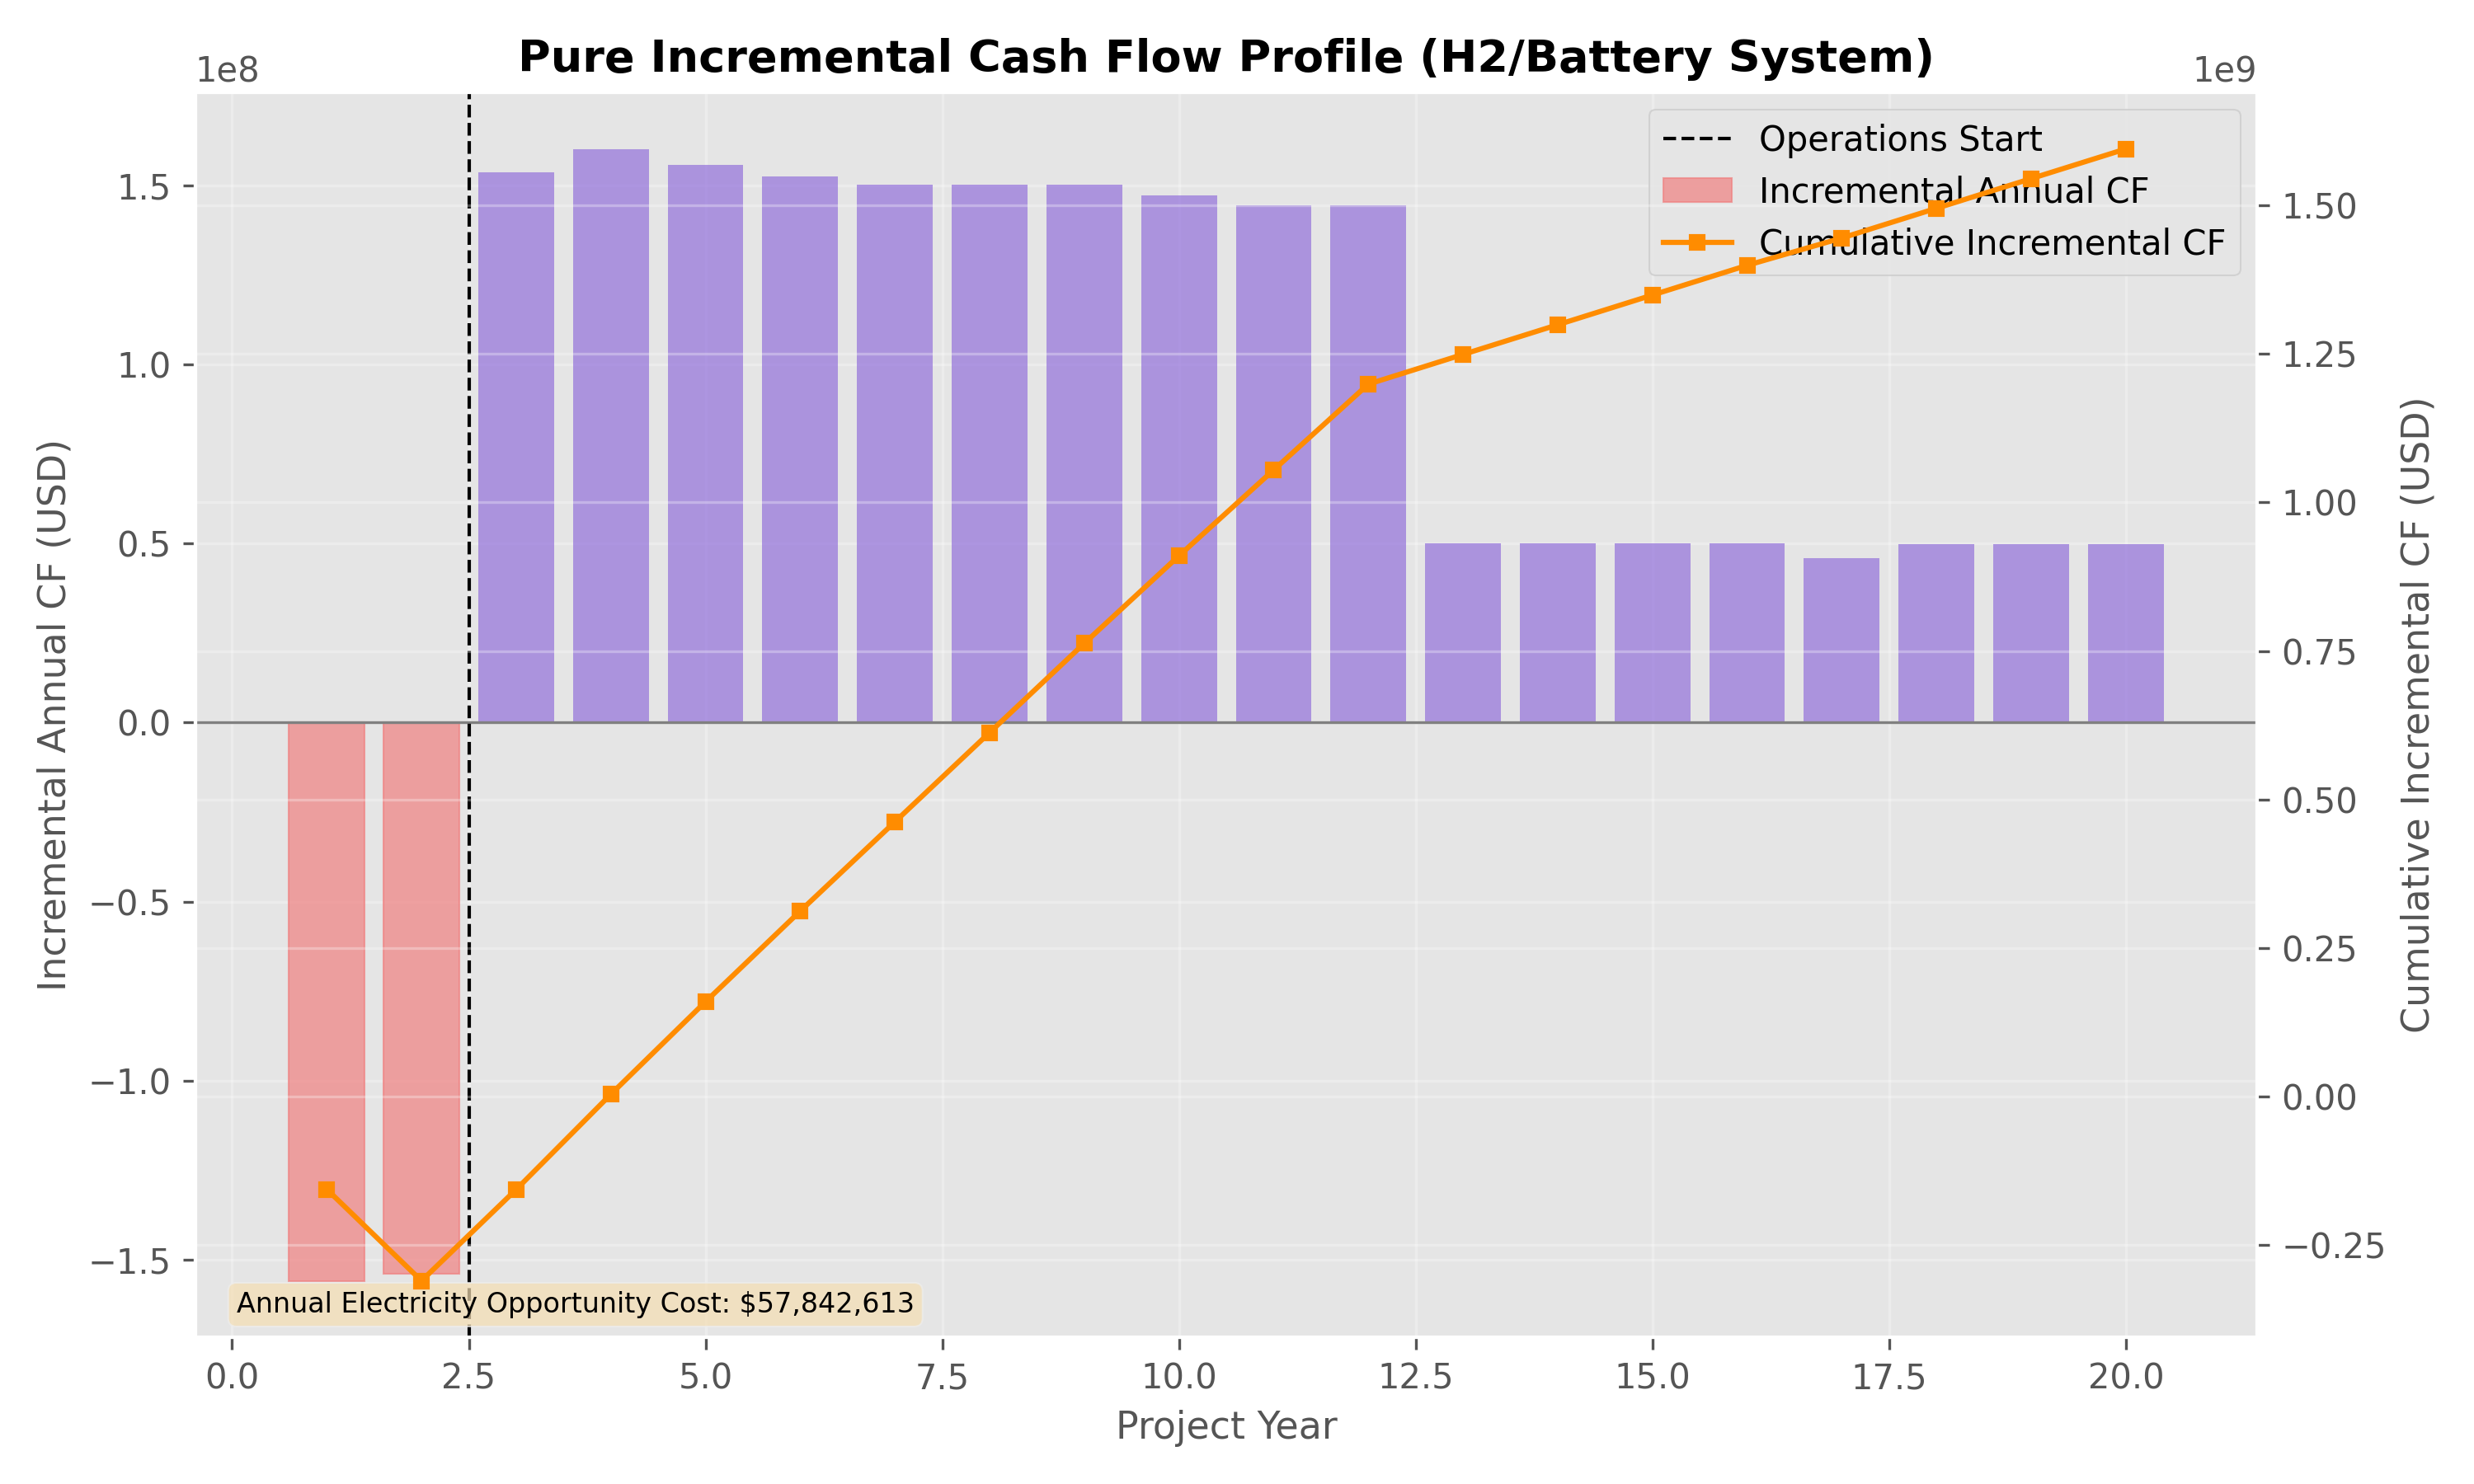 Pure Incremental Cash Flow Profile (H2/Battery System)
1e8
1e9
Operations Start
Incremental Annual CF
Cumulative Incremental CF
Incremental Annual CF (USD)
1.5
1.0
0.5
0.0
−0.5
−1.0
−1.5
Cumulative Incremental CF (USD)
1.50
1.25
1.00
0.75
0.50
0.25
0.00
−0.25
Annual Electricity Opportunity Cost: $57,842,613
0.0
2.5
5.0
7.5
10.0
12.5
15.0
17.5
20.0
Project Year